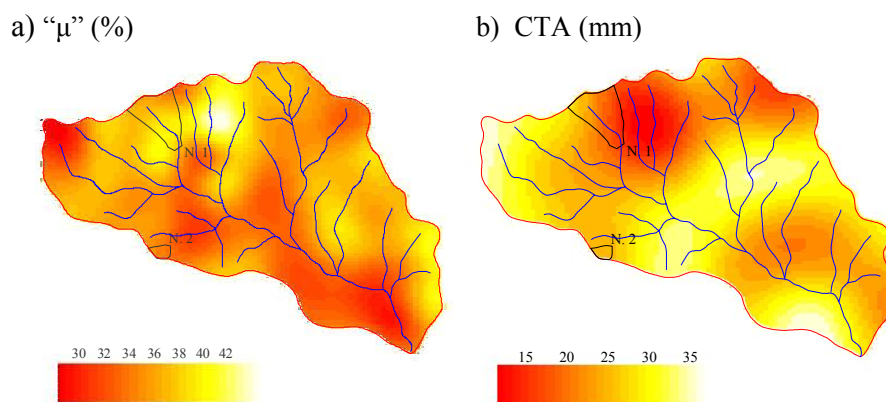 a) “μ” (%)
N. 1
N. 2
30 32 34 36 38 40 42
b) CTA (mm)
N. 1
N. 2
15 20 25 30 35